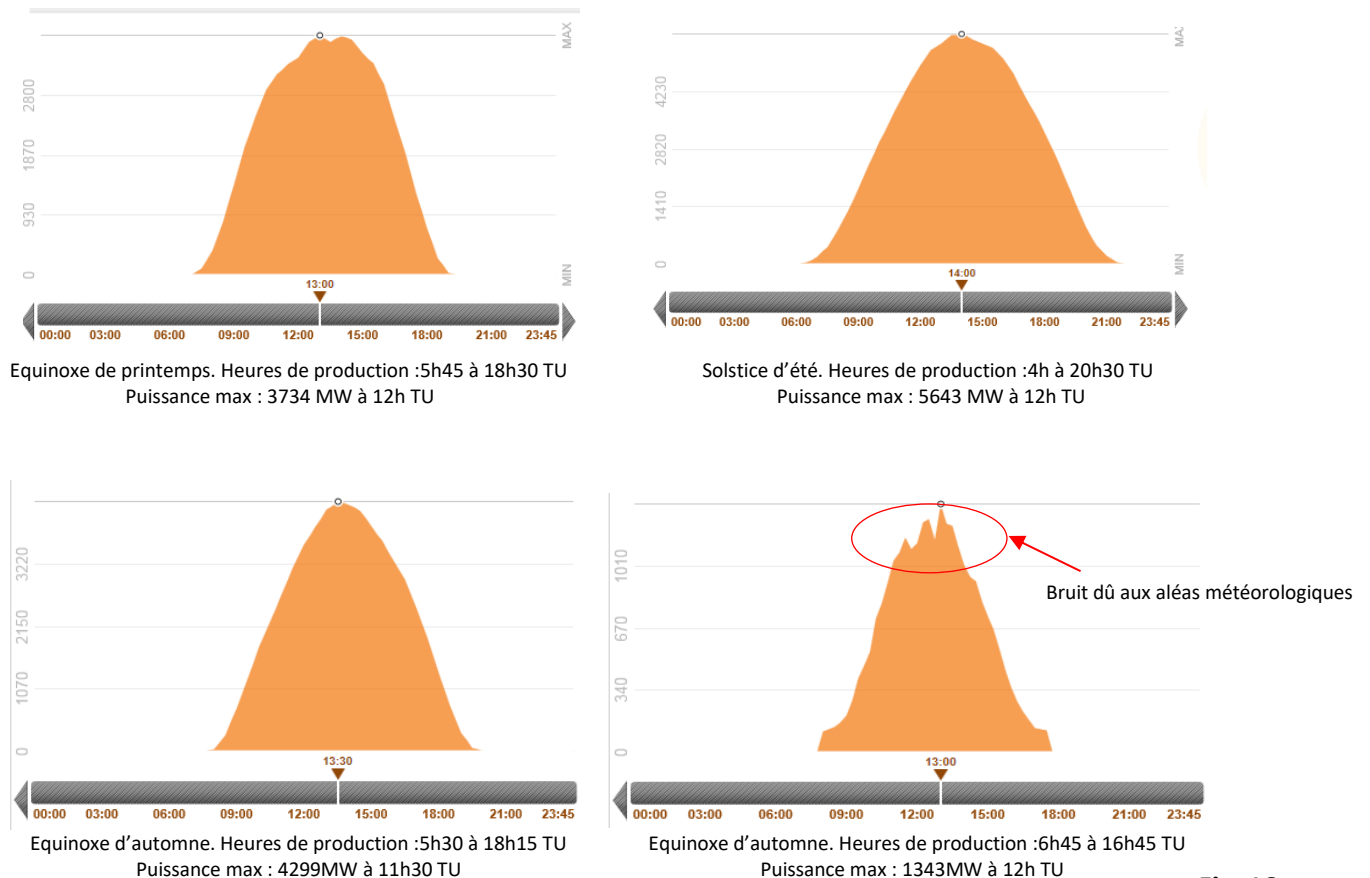 MAX
2800
1870
930
0
MIN
13:00
00:00 03:00 06:00 09:00 12:00 15:00 18:00 21:00 23:45
Equinoxe de printemps. Heures de production :5h45 à 18h30 TU
Puissance max : 3734 MW à 12h TU
4230
2820
1410
0
MIN
14:00
00:00 03:00 06:00 09:00 12:00 15:00 18:00 21:00 23:45
Solstice d'été. Heures de production :4h à 20h30 TU
Puissance max : 5643 MW à 12h TU
3220
2150
1070
0
13:30
00:00 03:00 06:00 09:00 12:00 15:00 18:00 21:00 23:45
Equinoxe d'automne. Heures de production :5h30 à 18h15 TU
Puissance max : 4299MW à 11h30 TU
1010
670
340
0
Bruit dû aux aléas météorologiques
13:00
00:00 03:00 06:00 09:00 12:00 15:00 18:00 21:00 23:45
Equinoxe d'automne. Heures de production :6h45 à 16h45 TU
Puissance max : 1343MW à 12h TU